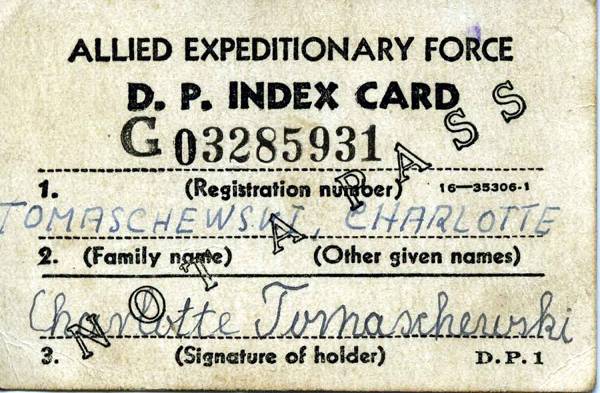 ALLIED EXPEDITIONARY FORCE
D. P. INDEX CARD
G 03285931
1. (Registration number) 16—35306-1
TOMASCHEWSKI, CHARLOTTE
2. (Family name) (Other given names)
Charlotte Tomaschewski
3. (Signature of holder) D.P.1
NOT A PASS